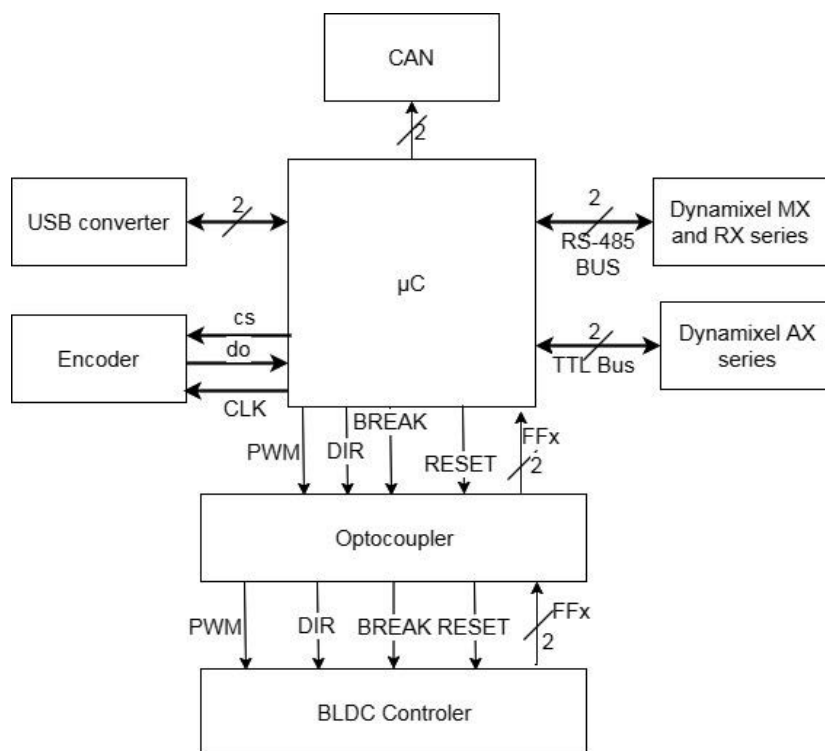 CAN
2
USB converter
2
µC
2
RS-485
BUS
Dynamixel MX
and RX series
Encoder
cs
do
CLK
2
TTL Bus
Dynamixel AX
series
PWM
DIR
BREAK
RESET
FFx
2
Optocoupler
PWM
DIR
BREAK
RESET
FFx
2
BLDC Controler